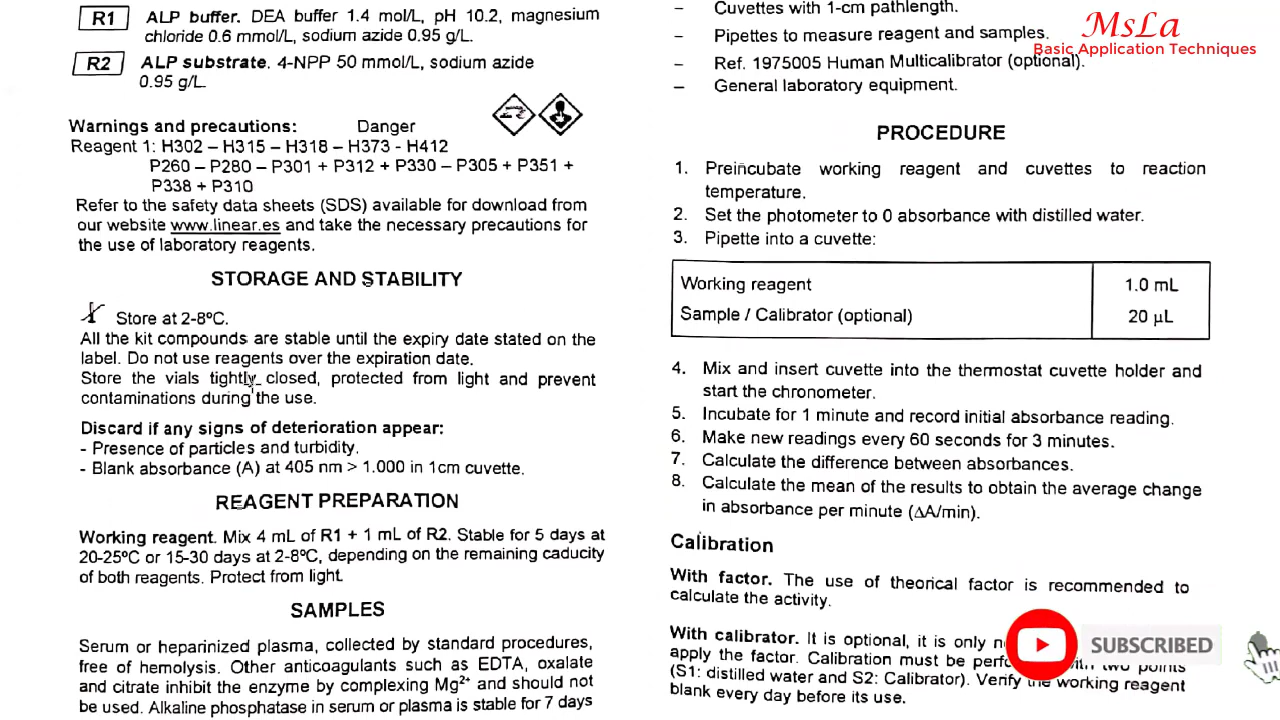 R1 ALP buffer. DEA buffer 1.4 mol/L, pH 10.2, magnesium
chloride 0.6 mmol/L, sodium azide 0.95 g/L.
R2 ALP substrate. 4-NPP 50 mmol/L, sodium azide
0.95 g/L.
Warnings and precautions: Danger
Reagent 1: H302 – H315 – H318 – H373 - H412
P260 – P280 – P301 + P312 + P330 – P305 + P351 +
P338 + P310
Refer to the safety data sheets (SDS) available for download from
our website www.linear.es and take the necessary precautions for
the use of laboratory reagents.
STORAGE AND STABILITY
Store at 2-8ºC.
All the kit compounds are stable until the expiry date stated on the
label. Do not use reagents over the expiration date.
Store the vials tightly closed, protected from light and prevent
contaminations during the use.
Discard if any signs of deterioration appear:
- Presence of particles and turbidity.
- Blank absorbance (A) at 405 nm > 1.000 in 1cm cuvette.
REAGENT PREPARATION
Working reagent. Mix 4 mL of R1 + 1 mL of R2. Stable for 5 days at
20-25ºC or 15-30 days at 2-8ºC, depending on the remaining caducity
of both reagents. Protect from light.
SAMPLES
Serum or heparinized plasma, collected by standard procedures,
free of hemolysis. Other anticoagulants such as EDTA, oxalate
and citrate inhibit the enzyme by complexing Mg²⁺ and should not
be used. Alkaline phosphatase in serum or plasma is stable for 7 days
– Cuvettes with 1-cm pathlength.
– Pipettes to measure reagent and samples.
– Ref. 1975005 Human Multicalibrator (optional).
– General laboratory equipment.
MsLa
Basic Application Techniques
PROCEDURE
1. Preincubate working reagent and cuvettes to reaction
temperature.
2. Set the photometer to 0 absorbance with distilled water.
3. Pipette into a cuvette:
Working reagent 1.0 mL
Sample / Calibrator (optional) 20 µL
4. Mix and insert cuvette into the thermostat cuvette holder and
start the chronometer.
5. Incubate for 1 minute and record initial absorbance reading.
6. Make new readings every 60 seconds for 3 minutes.
7. Calculate the difference between absorbances.
8. Calculate the mean of the results to obtain the average change
in absorbance per minute (∆A/min).
Calibration
With factor. The use of theorical factor is recommended to
calculate the activity.
With calibrator. It is optional, it is only
apply the factor. Calibration must be with two points
(S1: distilled water and S2: Calibrator). Verify the working reagent
blank every day before its use.
SUBSCRIBED